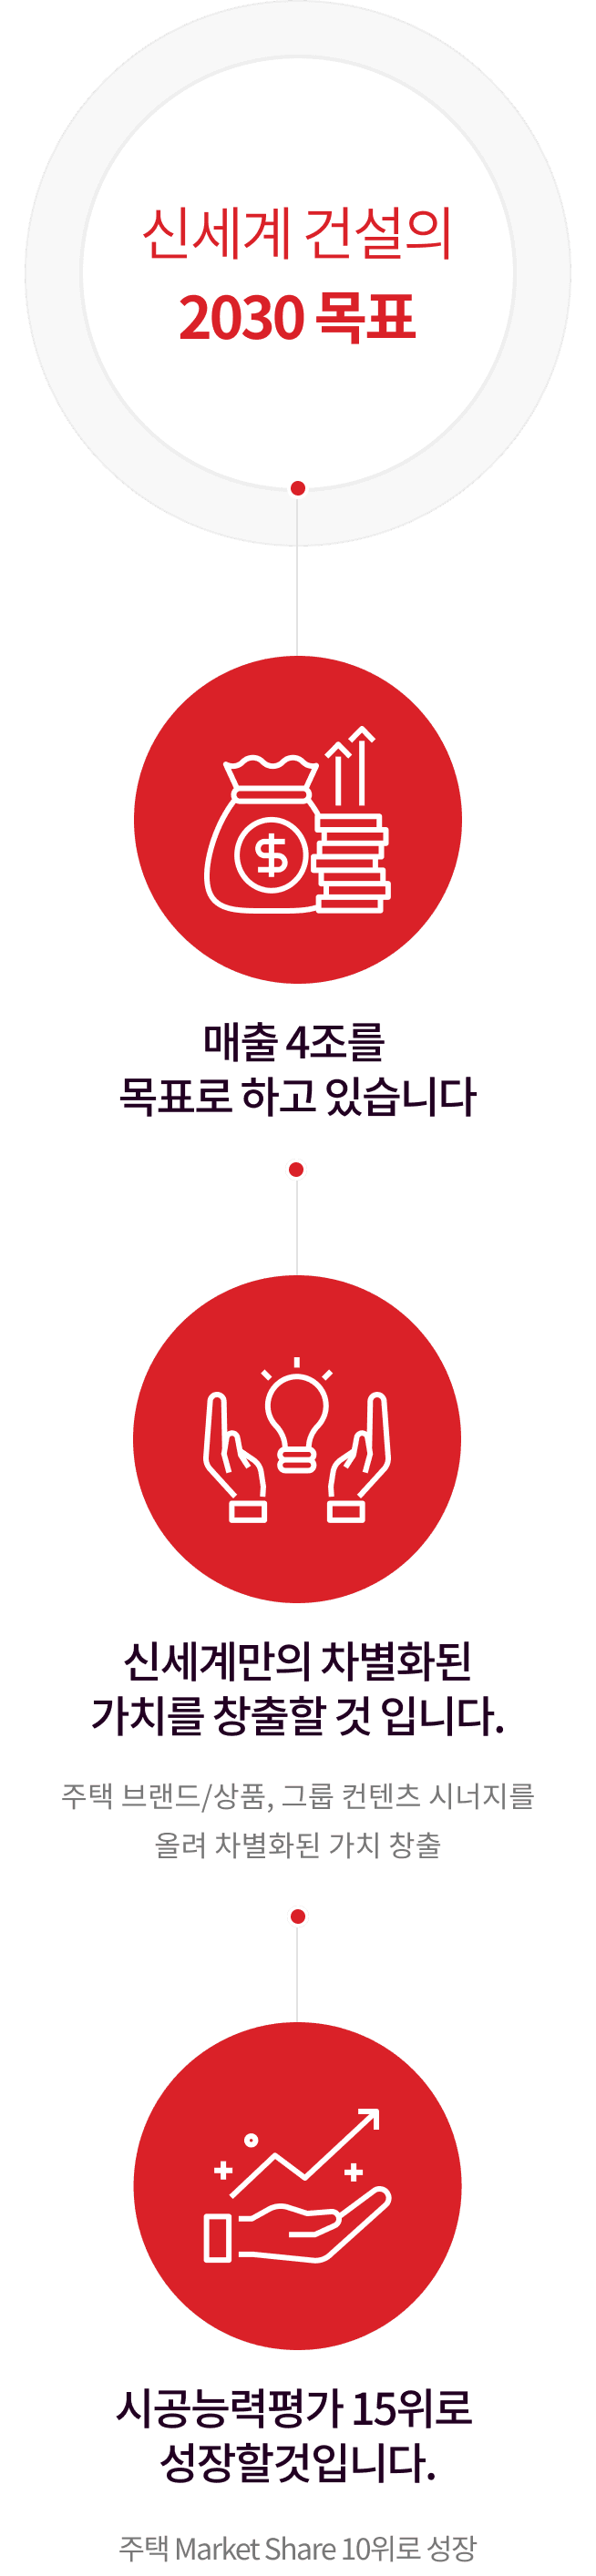 신세계 건설의
2030 목표
매출 4조를
목표로 하고 있습니다
신세계만의 차별화된
가치를 창출할 것 입니다.
주택 브랜드/상품, 그룹 컨텐츠 시너지를
올려 차별화된 가치 창출
시공능력평가 15위로
성장할것입니다.
주택 Market Share 10위로 성장